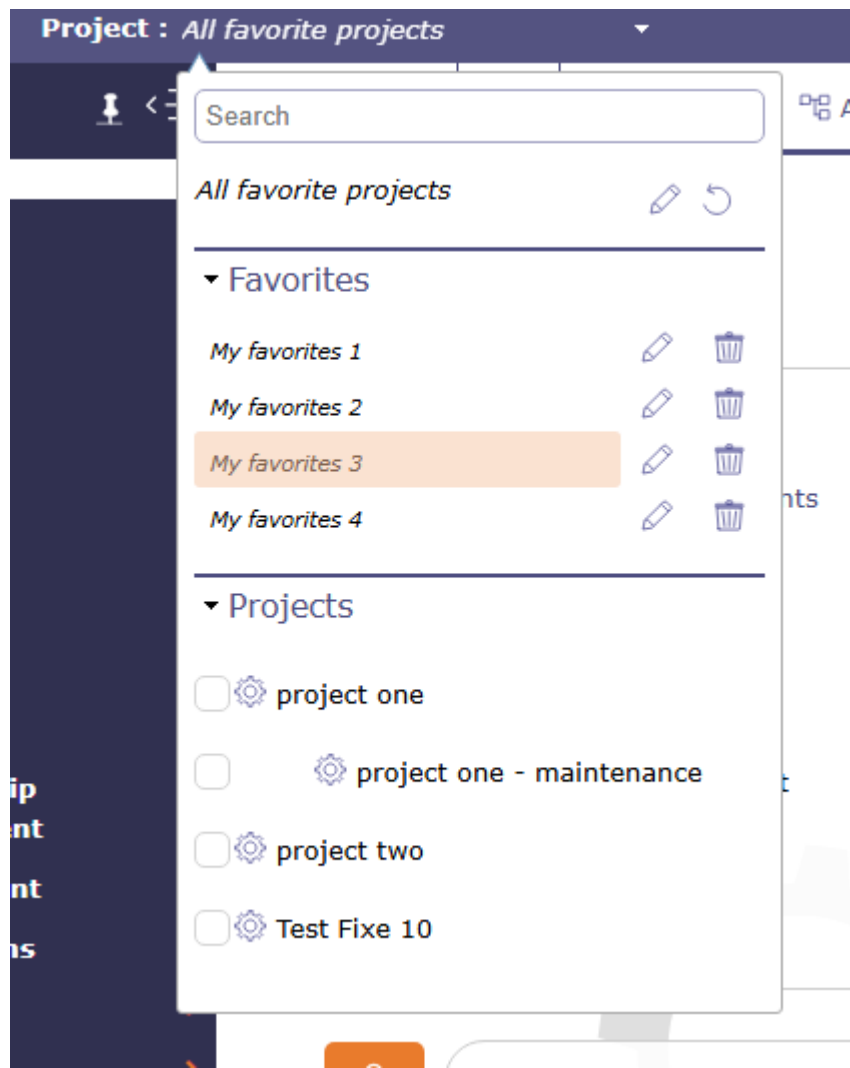 Project : All favorite projects
Search
All favorite projects
Favorites
My favorites 1
My favorites 2
My favorites 3
My favorites 4
Projects
project one
project one - maintenance
project two
Test Fixe 10